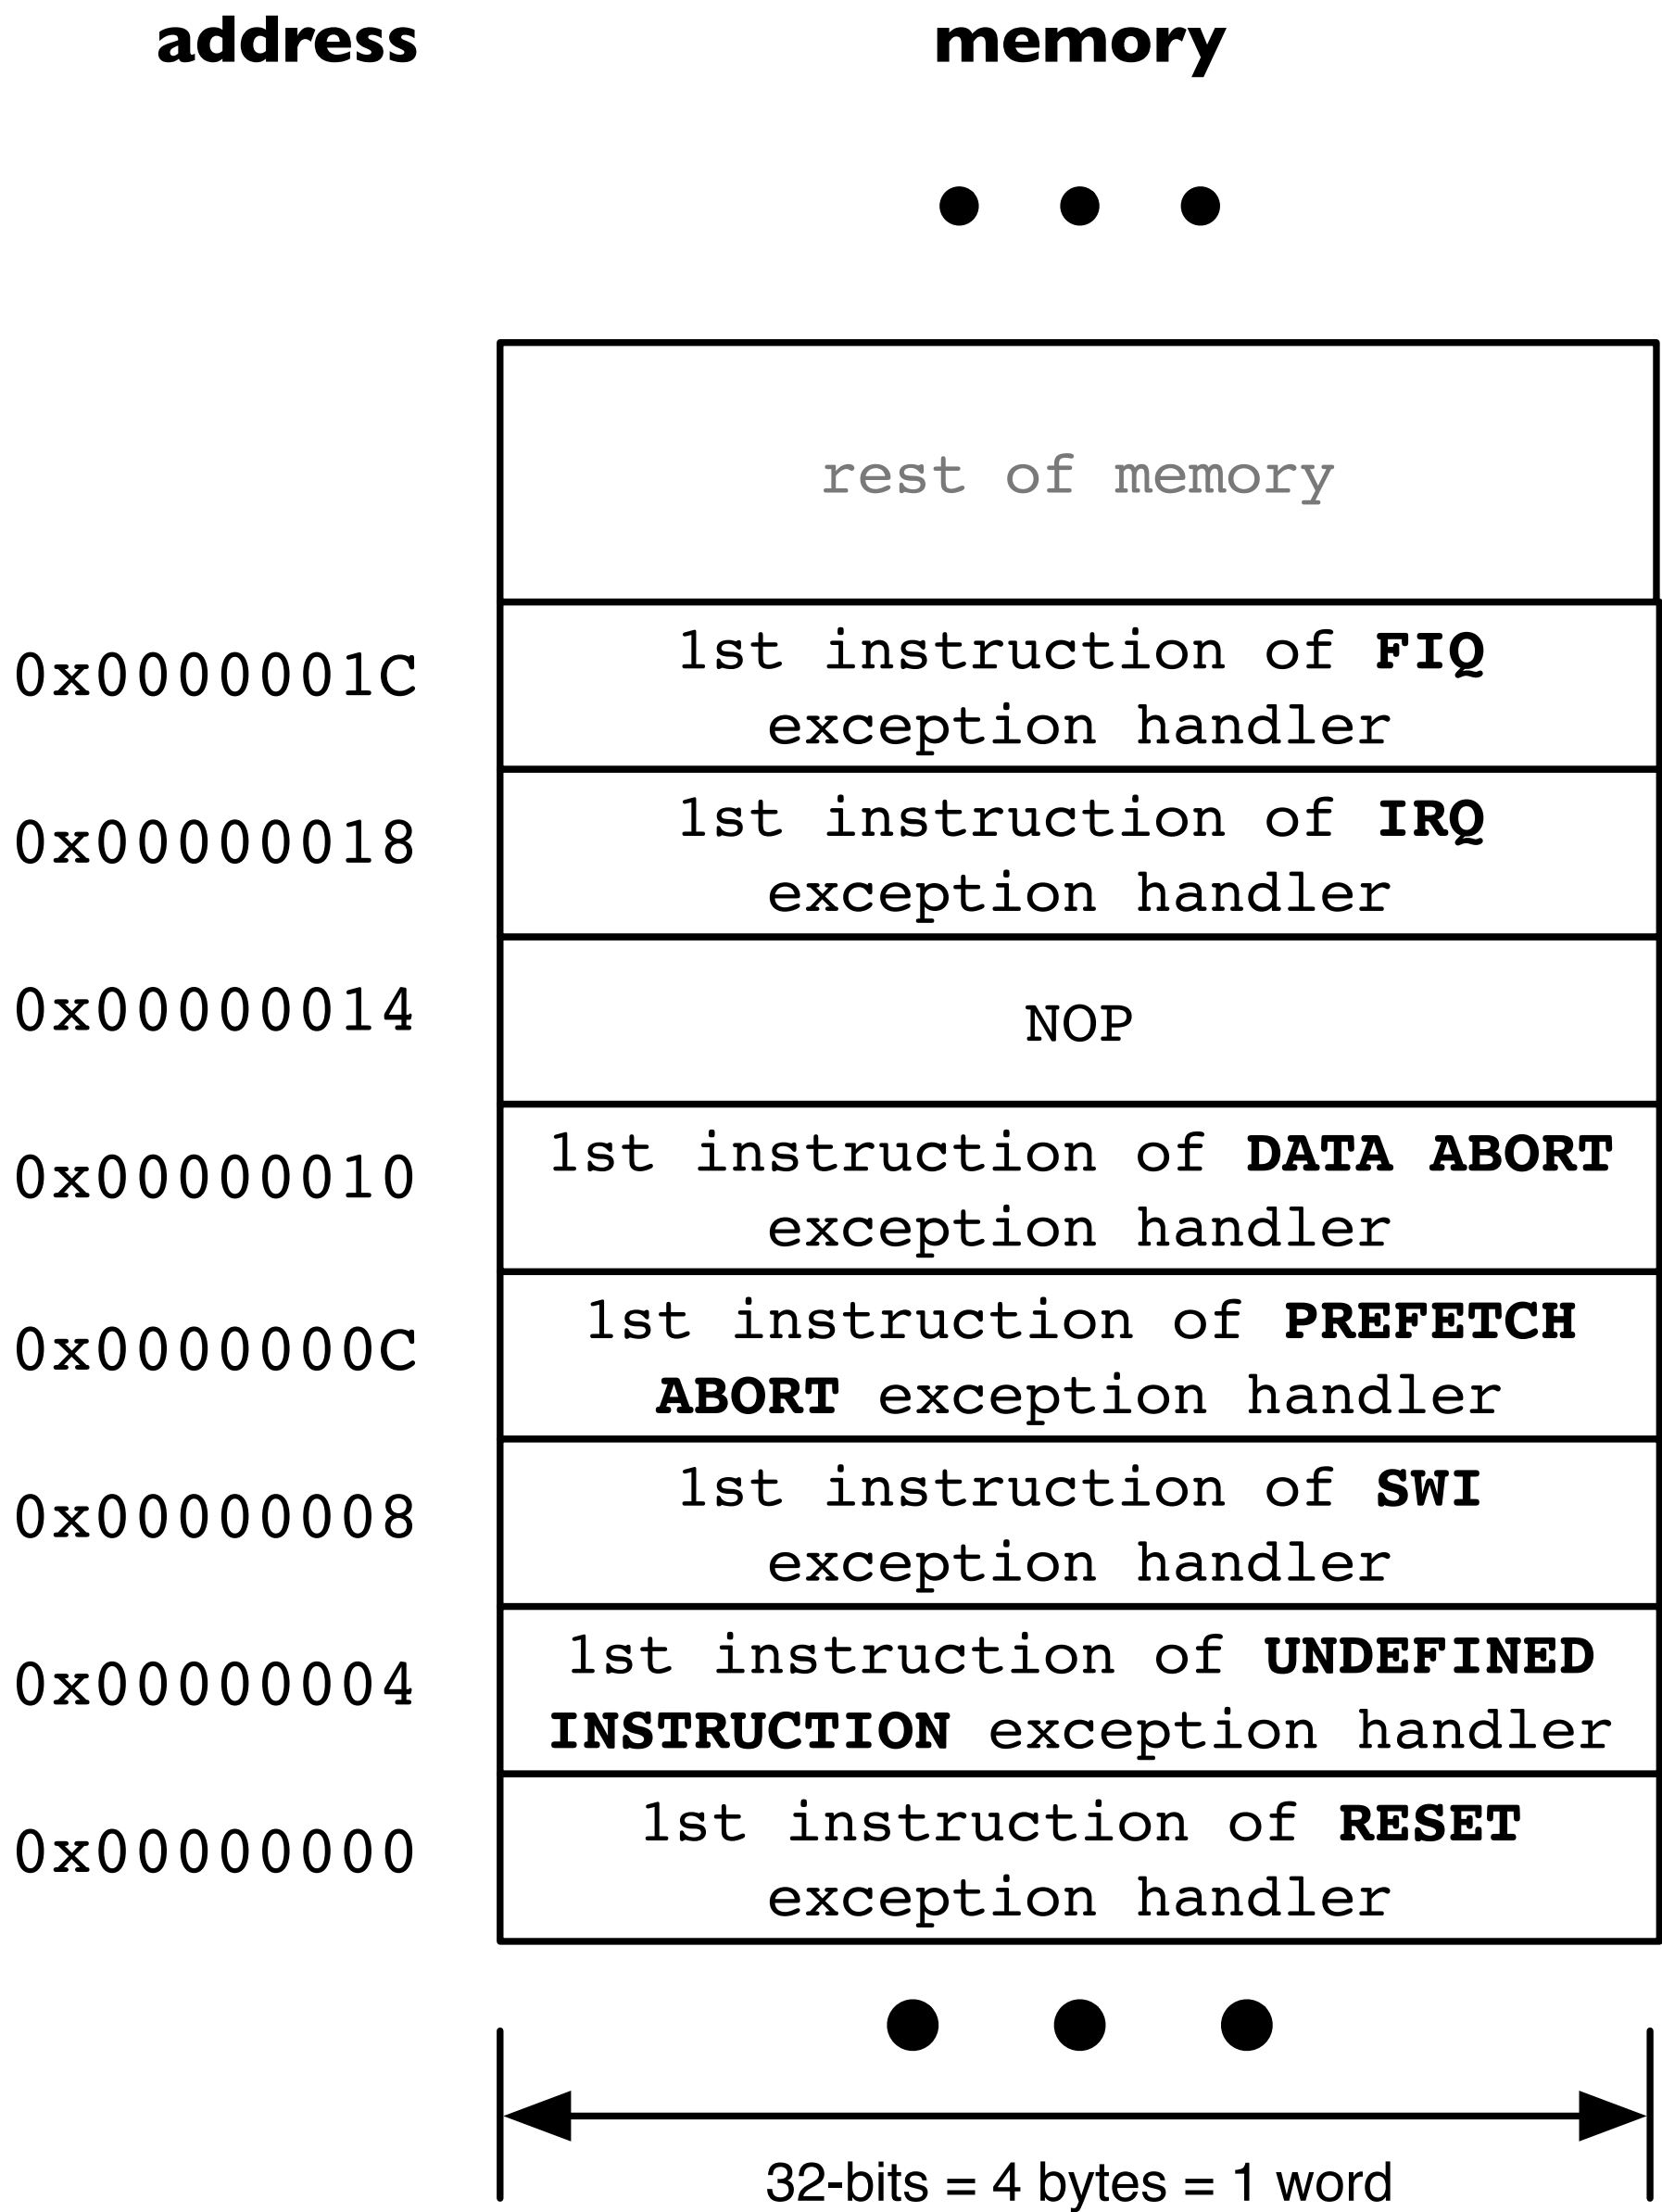 address memory
rest of memory
0x0000001C 1st instruction of FIQ
exception handler
0x00000018 1st instruction of IRQ
exception handler
0x00000014 NOP
0x00000010 1st instruction of DATA ABORT
exception handler
0x0000000C 1st instruction of PREFETCH
ABORT exception handler
0x00000008 1st instruction of SWI
exception handler
0x00000004 1st instruction of UNDEFINED
INSTRUCTION exception handler
0x00000000 1st instruction of RESET
exception handler
32-bits = 4 bytes = 1 word